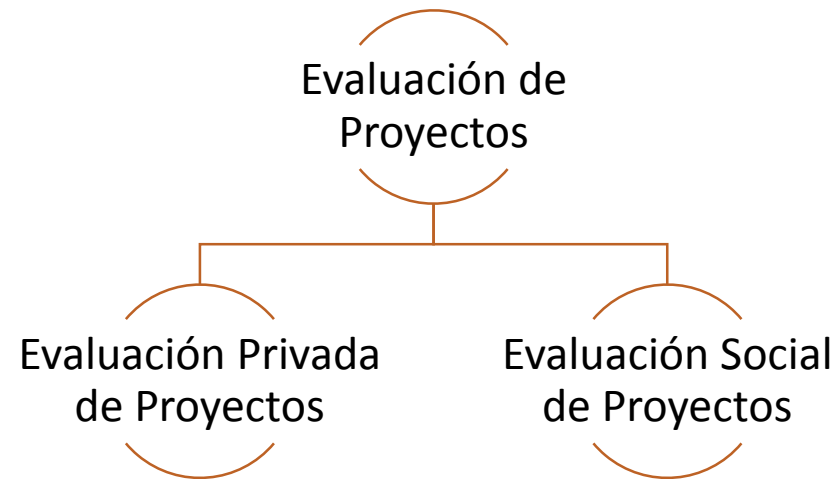 Evaluación de
Proyectos
Evaluación Privada
de Proyectos
Evaluación Social
de Proyectos